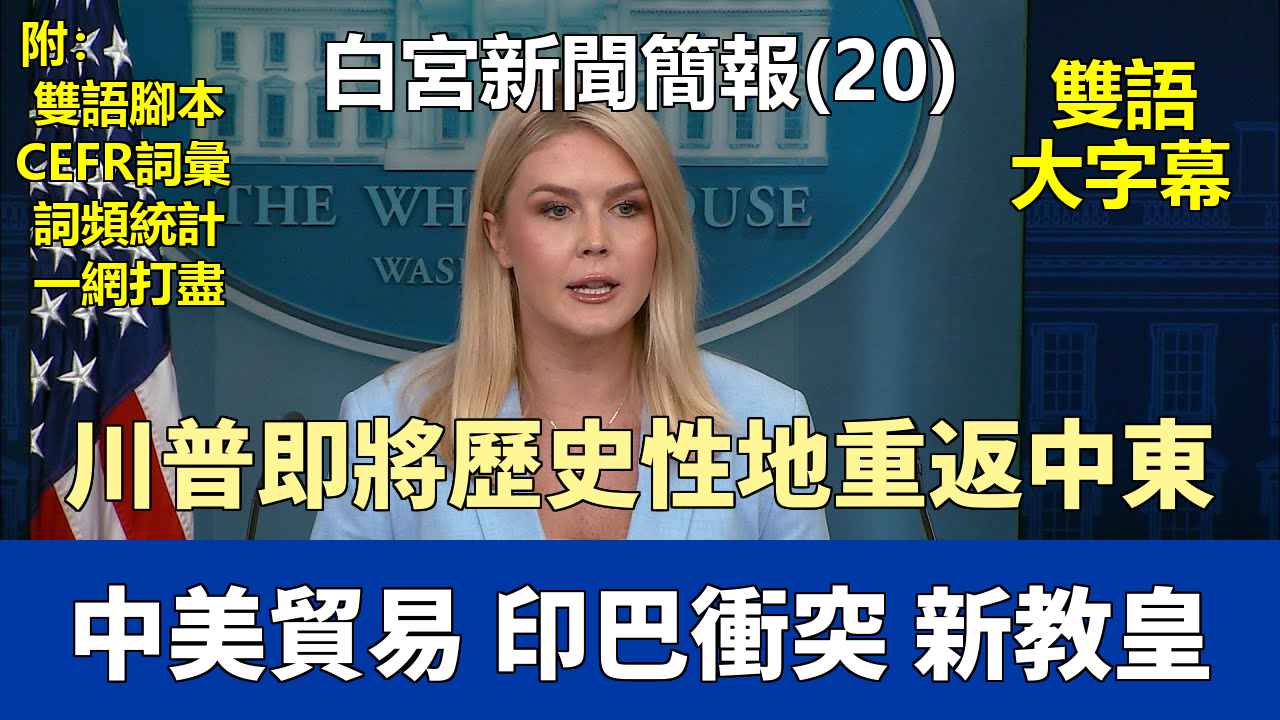 附：
雙語腳本
CEFR詞彙
詞頻統計
一網打盡
白宮新聞簡報(20)
雙語
大字幕
THE WH OUSE
WAS
川普即將歷史性地重返中東
中美貿易 印巴衝突 新教皇